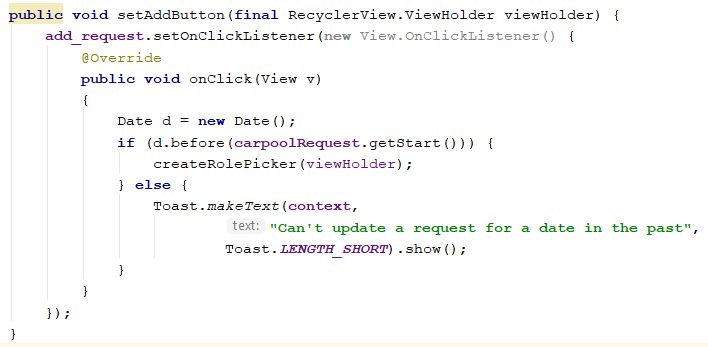 public void setAddButton(final RecyclerView.ViewHolder viewHolder) {
    add_request.setOnClickListener(new View.OnClickListener() {
        @Override
        public void onClick(View v)
        {
            Date d = new Date();
            if (d.before(carpoolRequest.getStart())) {
                createRolePicker(viewHolder);
            } else {
                Toast.makeText(context,
                        text: "Can't update a request for a date in the past",
                        Toast.LENGTH_SHORT).show();
            }
        }
    });
}